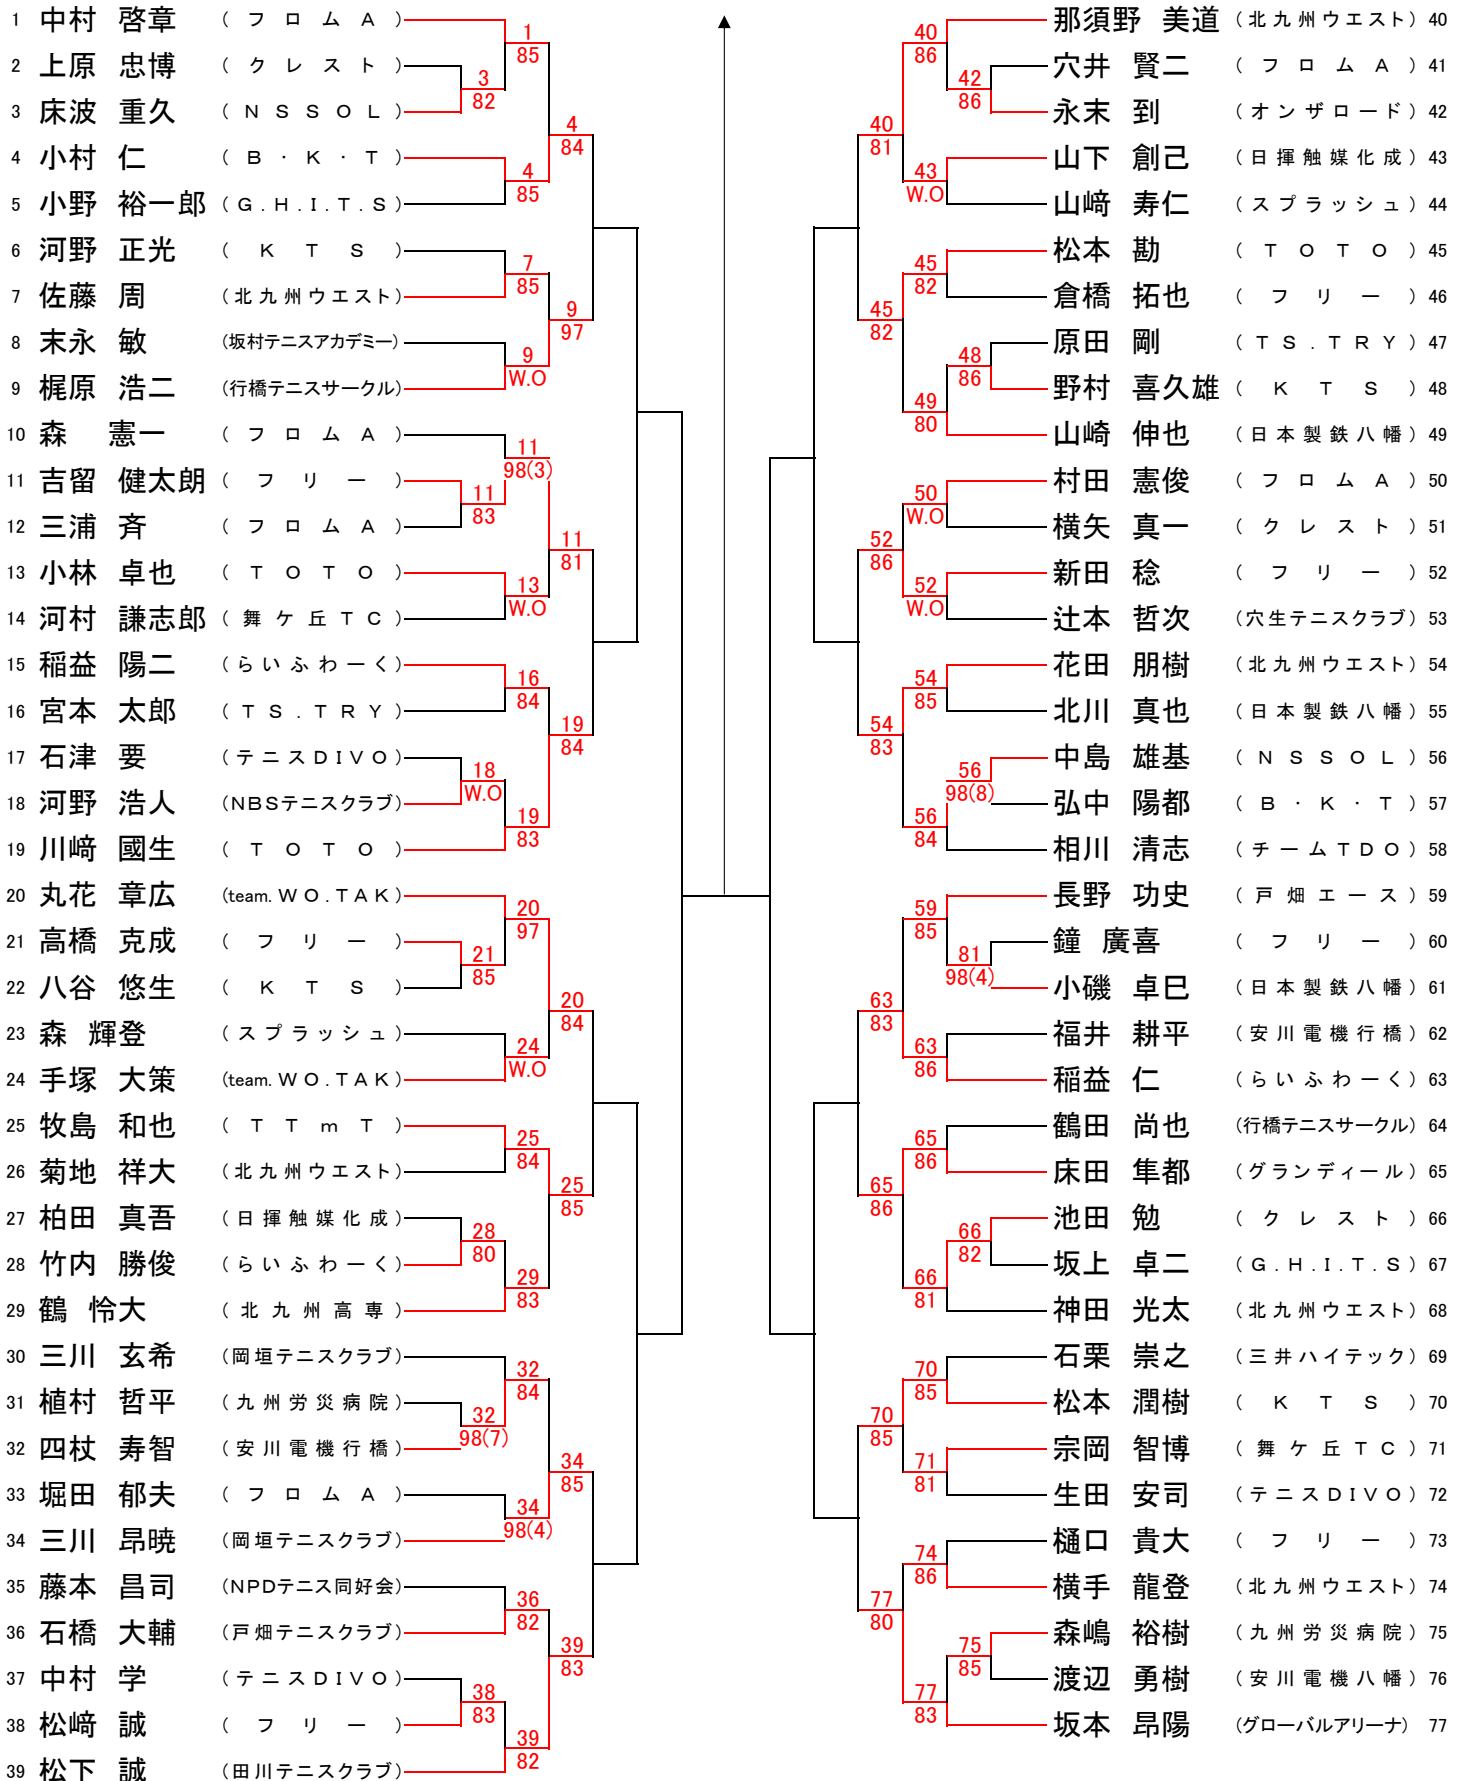 1 中村 啓章 (フロムA)
2 上原 忠博 (クレスト)
3 床波 重久 (NSSOL)
4 小村 仁 (B・K・T)
5 小野 裕一郎 (G.H.I.T.S)
6 河野 正光 (KTS)
7 佐藤 周 (北九州ウエスト)
8 末永 敏 (坂村テニスアカデミー)
9 梶原 浩二 (行橋テニスサークル)
10 森 憲一 (フロムA)
11 吉留 健太朗 (フリー)
12 三浦 斉 (フロムA)
13 小林 卓也 (TOTO)
14 河村 謙志郎 (舞ケ丘TC)
15 稲益 陽二 (らいふわーく)
16 宮本 太郎 (TS.TRY)
17 石津 要 (テニスDIVO)
18 河野 浩人 (NBSテニスクラブ)
19 川﨑 國生 (TOTO)
20 丸花 章広 (team.WO.TAK)
21 高橋 克成 (フリー)
22 八谷 悠生 (KTS)
23 森 輝登 (スプラッシュ)
24 手塚 大策 (team.WO.TAK)
25 牧島 和也 (TTmT)
26 菊地 祥大 (北九州ウエスト)
27 柏田 真吾 (日揮触媒化成)
28 竹内 勝俊 (らいふわーく)
29 鶴 怜大 (北九州高専)
30 三川 玄希 (岡垣テニスクラブ)
31 植村 哲平 (九州労災病院)
32 四杖 寿智 (安川電機行橋)
33 堀田 郁夫 (フロムA)
34 三川 昂暁 (岡垣テニスクラブ)
35 藤本 昌司 (NPDテニス同好会)
36 石橋 大輔 (戸畑テニスクラブ)
37 中村 学 (テニスDIVO)
38 松﨑 誠 (フリー)
39 松下 誠 (田川テニスクラブ)
3
82
11
83
18
W.O
21
85
28
80
32
98(7)
38
83
1
85
4
85
7
85
9
W.O
11
98(3)
13
W.O
16
84
19
83
20
97
24
W.O
25
84
29
83
32
84
34
98(4)
36
82
39
82
4
84
9
97
11
81
19
84
20
84
25
85
34
85
39
83
40
81
45
82
52
86
54
83
63
83
65
86
70
85
77
80
40
86
43
W.O
45
82
49
80
50
W.O
52
W.O
54
85
56
84
59
85
63
86
65
86
66
81
70
85
71
81
74
86
77
83
42
86
48
86
56
98(8)
81
98(4)
66
82
75
85
那須野 美道 (北九州ウエスト) 40
穴井 賢二 (フロムA) 41
永末 到 (オンザロード) 42
山下 創己 (日揮触媒化成) 43
山﨑 寿仁 (スプラッシュ) 44
松本 勘 (TOTO) 45
倉橋 拓也 (フリー) 46
原田 剛 (TS.TRY) 47
野村 喜久雄 (KTS) 48
山崎 伸也 (日本製鉄八幡) 49
村田 憲俊 (フロムA) 50
横矢 真一 (クレスト) 51
新田 稔 (フリー) 52
辻本 哲次 (穴生テニスクラブ) 53
花田 朋樹 (北九州ウエスト) 54
北川 真也 (日本製鉄八幡) 55
中島 雄基 (NSSOL) 56
弘中 陽都 (B・K・T) 57
相川 清志 (チームTDO) 58
長野 功史 (戸畑エース) 59
鐘 廣喜 (フリー) 60
小磯 卓巳 (日本製鉄八幡) 61
福井 耕平 (安川電機行橋) 62
稲益 仁 (らいふわーく) 63
鶴田 尚也 (行橋テニスサークル) 64
床田 隼都 (グランディール) 65
池田 勉 (クレスト) 66
坂上 卓二 (G.H.I.T.S) 67
神田 光太 (北九州ウエスト) 68
石栗 崇之 (三井ハイテック) 69
松本 潤樹 (KTS) 70
宗岡 智博 (舞ケ丘TC) 71
生田 安司 (テニスDIVO) 72
樋口 貴大 (フリー) 73
横手 龍登 (北九州ウエスト) 74
森嶋 裕樹 (九州労災病院) 75
渡辺 勇樹 (安川電機八幡) 76
坂本 昂陽 (グローバルアリーナ) 77